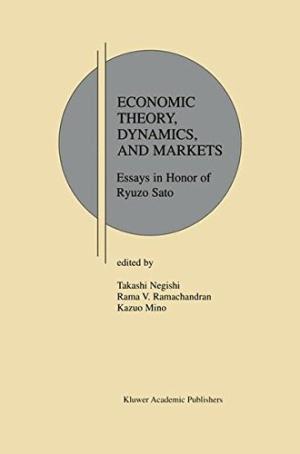 ECONOMIC
THEORY,
DYNAMICS,
AND MARKETS
Essays in Honor of
Ryuzo Sato
edited by
Takashi Negishi
Rama V. Ramachandran
Kazuo Mino
Kluwer Academic Publishers